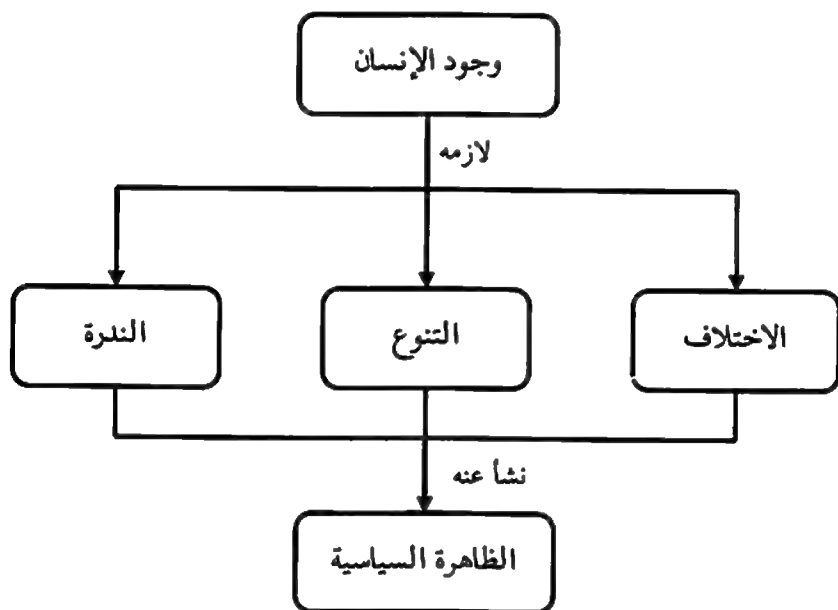 وجود الإنسان
لازمه
الاختلاف
التنوع
الندرة
نشأ عنه
الظاهرة السياسية